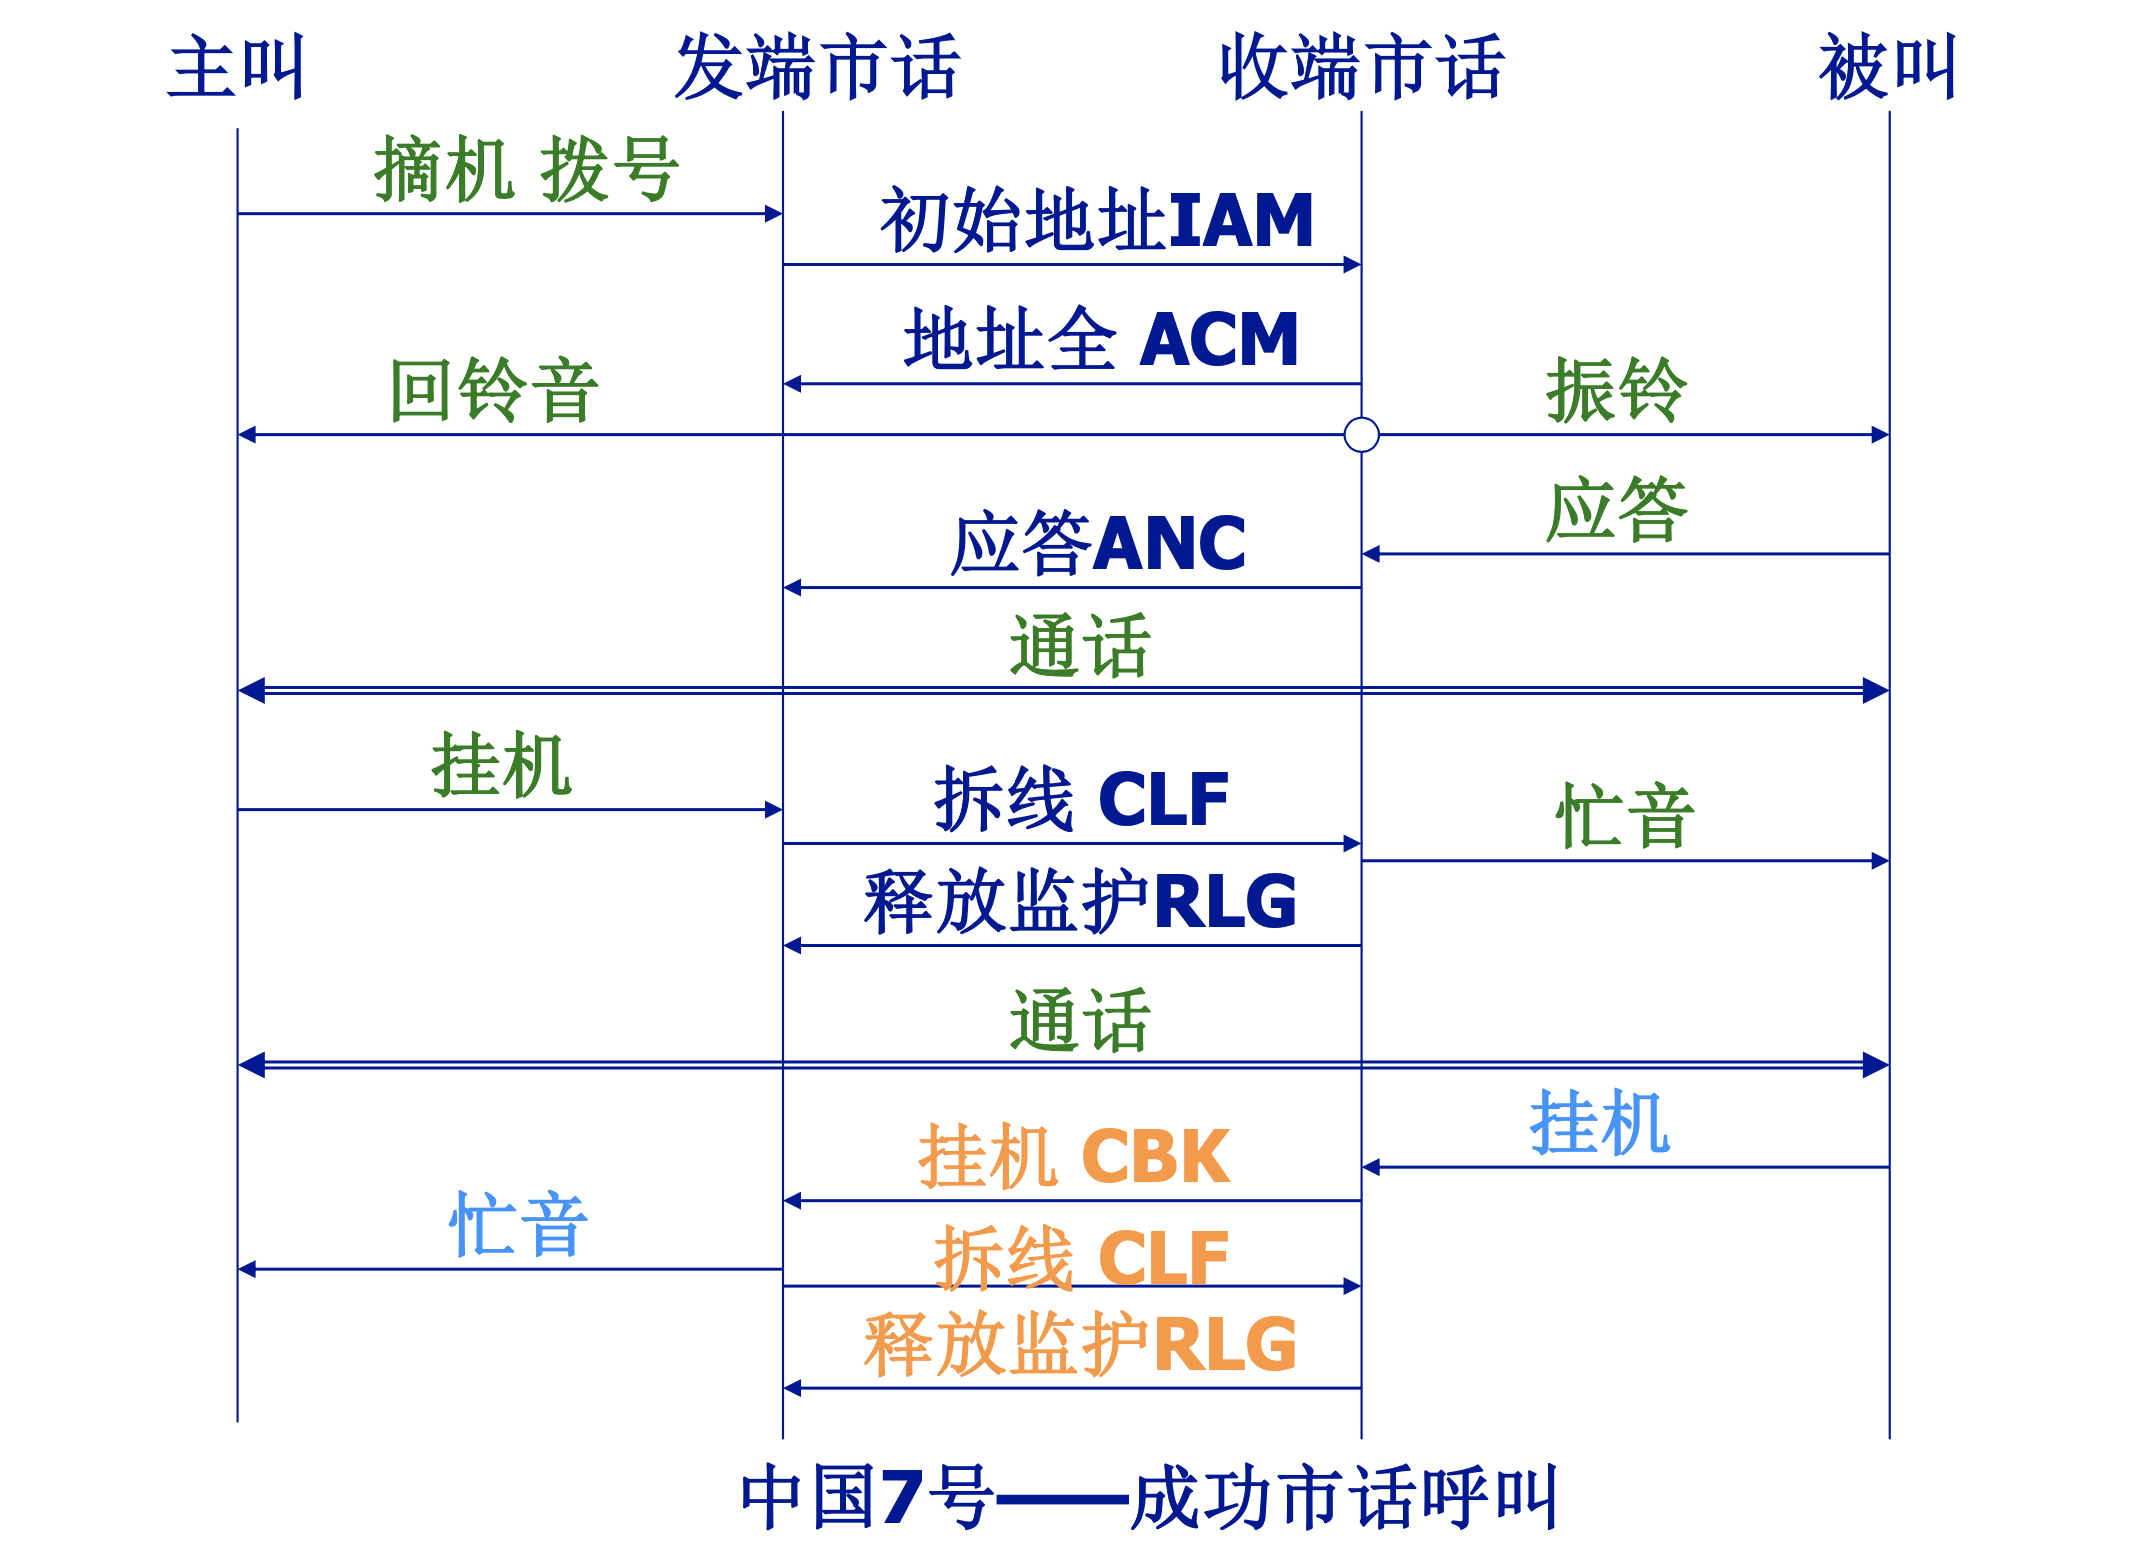 主叫 发端市话 收端市话 被叫
摘机 拨号
初始地址IAM
地址全 ACM
回铃音 振铃
应答
应答ANC
通话
挂机
拆线 CLF
忙音
释放监护RLG
通话
挂机
挂机 CBK
忙音
拆线 CLF
释放监护RLG
中国7号——成功市话呼叫